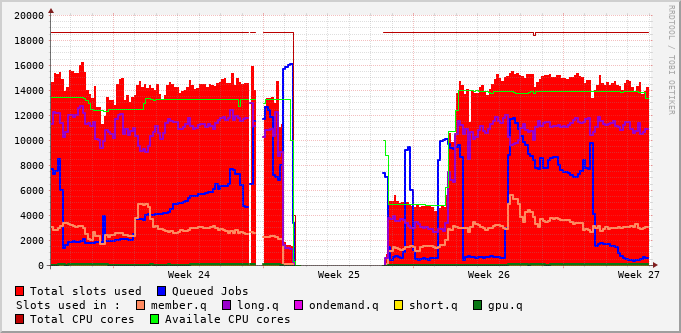 20000
18000
16000
14000
12000
10000
8000
6000
4000
2000
0
Week 24 Week 25 Week 26 Week 27
RRDTOOL / TOBI OETIKER
Total slots used Queued Jobs
Slots used in : member.q long.q ondemand.q short.q gpu.q
Total CPU cores Availale CPU cores